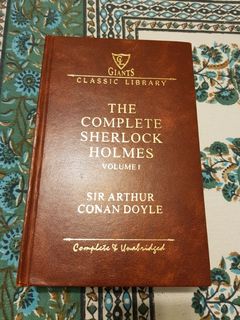 GIANTS
CLASSIC LIBRARY
THE
COMPLETE
SHERLOCK
HOLMES
VOLUME I
SIR ARTHUR
CONAN DOYLE
Complete & Unabridged